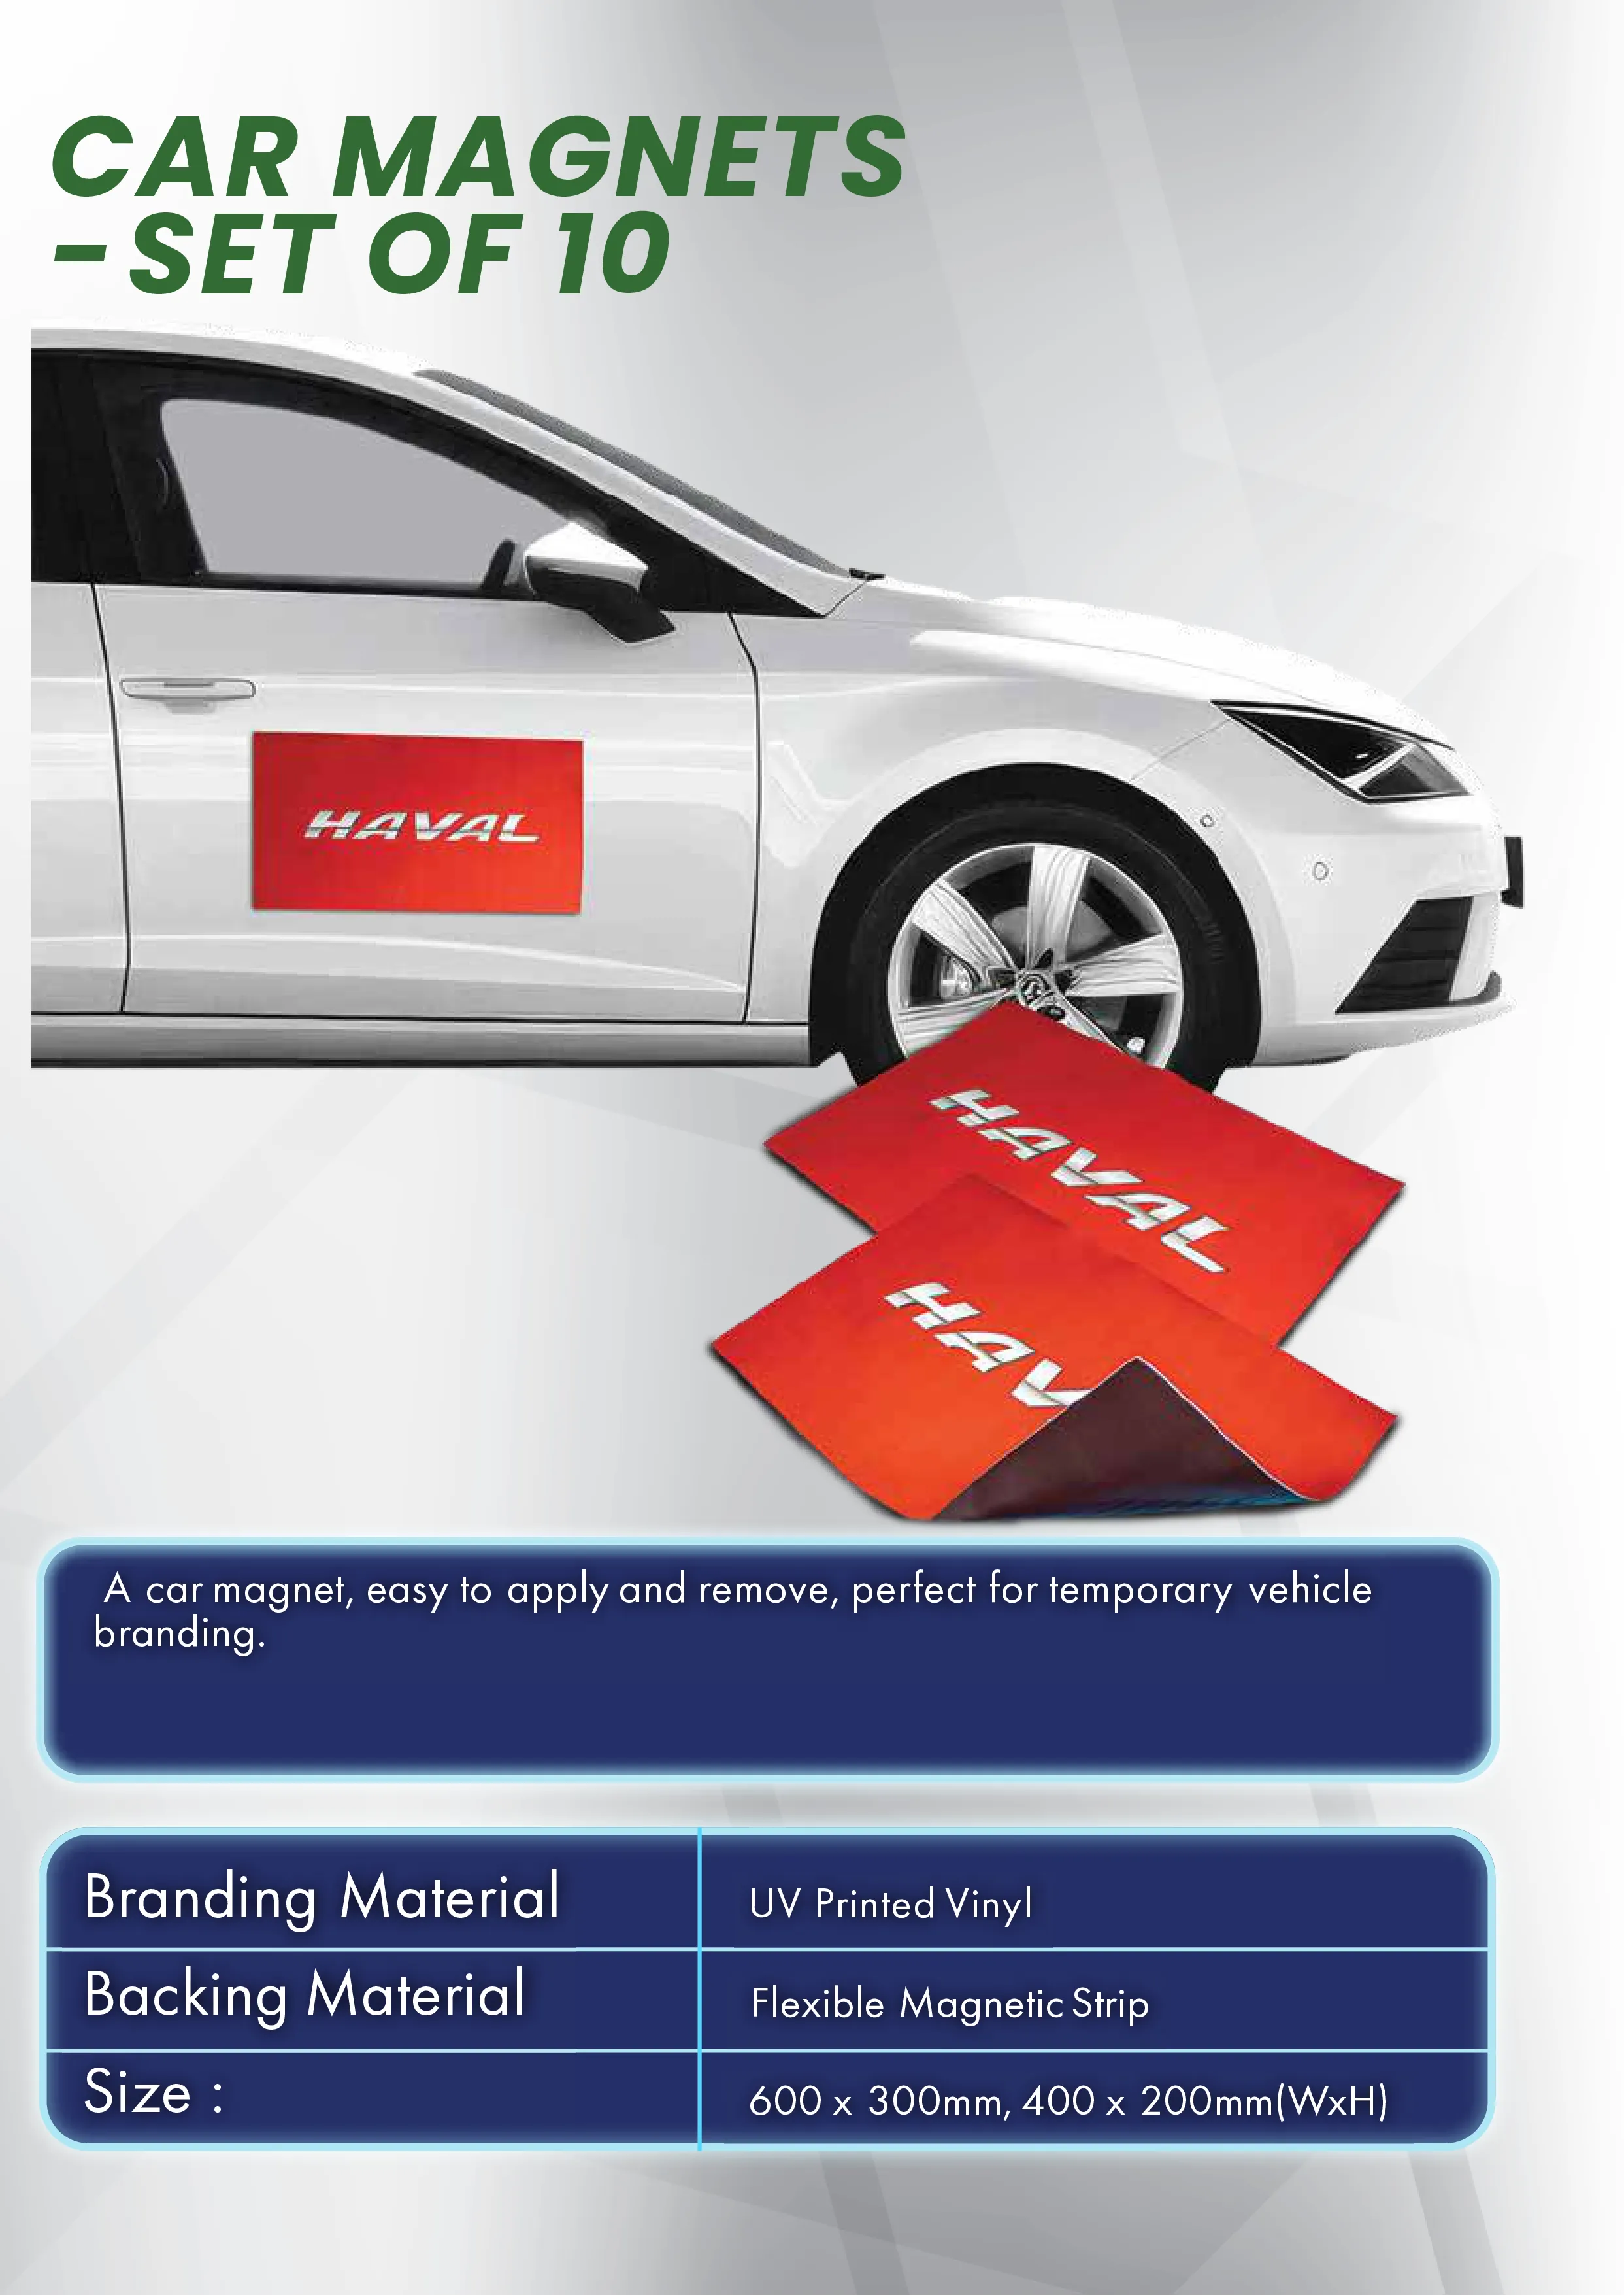 CAR MAGNETS
- SET OF 10
HAVAL
HAVAL
HAV
A car magnet, easy to apply and remove, perfect for temporary vehicle
branding.
Branding Material
UV Printed Vinyl
Backing Material
Flexible Magnetic Strip
Size :
600 x 300mm, 400 x 200mm(WxH)